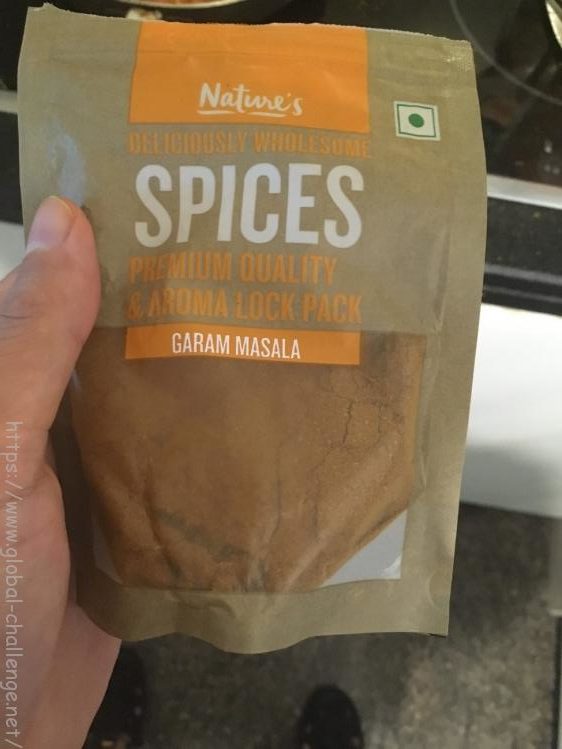 Nature's
DELICIOUSLY WHOLESOME
SPICES
PREMIUM QUALITY
& AROMA LOCK PACK
GARAM MASALA
https://www.global-challenge.net/